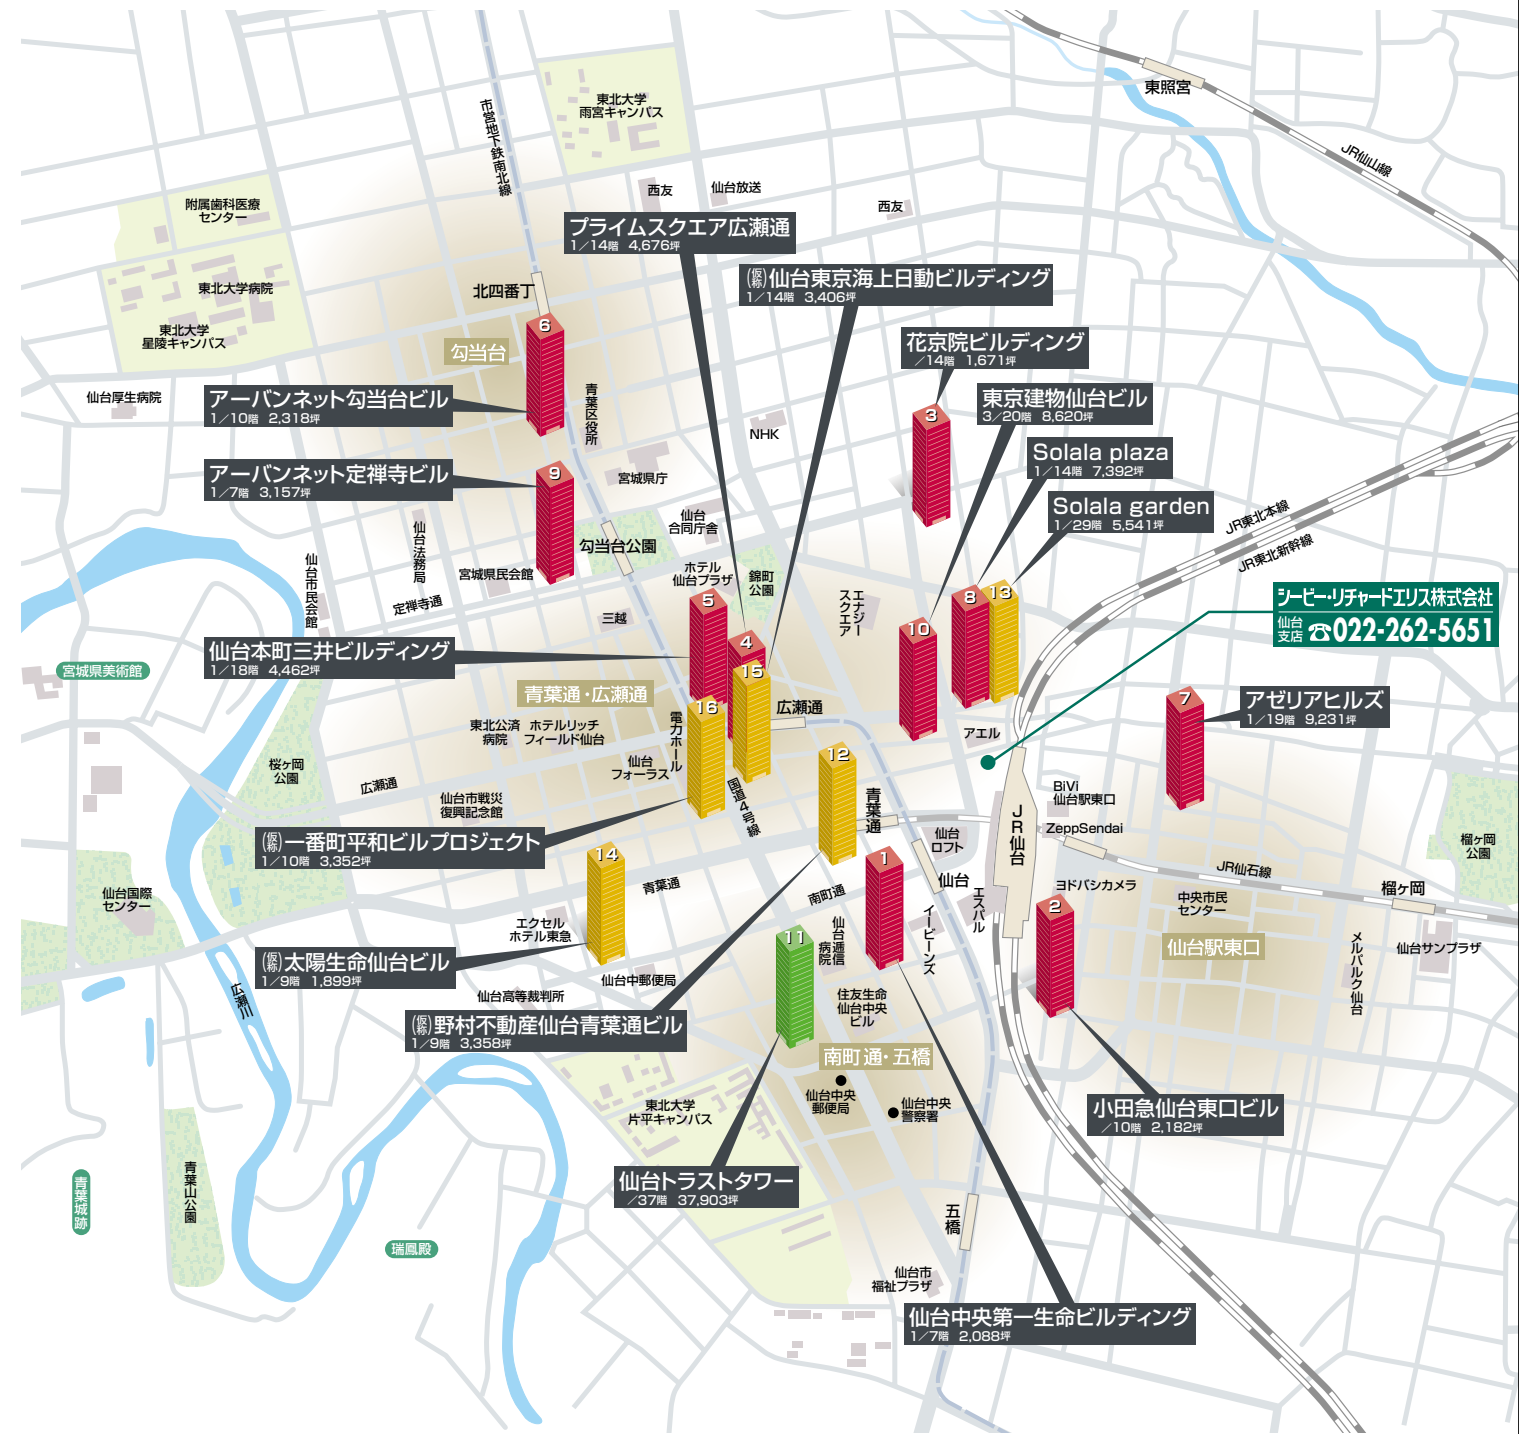 東照宮
JR仙山線
市営地下鉄南北線
東北大学
雨宮キャンパス
西友
仙台放送
西友
附属歯科医療
センター
東北大学病院
東北大学
星陵キャンパス
仙台厚生病院
プライムスクエア広瀬通
1/14階 4,676坪
(仮称)仙台東京海上日動ビルディング
1/14階 3,406坪
花京院ビルディング
/14階 1,671坪
東京建物仙台ビル
3/20階 8,620坪
Solala plaza
1/14階 7,392坪
Solala garden
1/29階 5,541坪
北四番丁
6
勾当台
アーバンネット勾当台ビル
1/10階 2,318坪
青葉区役所
NHK
3
アーバンネット定禅寺ビル
1/7階 3,157坪
9
宮城県庁
仙台
合同庁舎
勾当台公園
仙台法務局
仙台市民会館
宮城県民会館
定禅寺通
ホテル
仙台プラザ
錦町
公園
三越
エナジー
スクエア
JR東北本線
JR東北新幹線
シービー・リチャードエリス株式会社
仙台
支店 ☎022-262-5651
5
4
15
16
10
8
13
仙台本町三井ビルディング
1/18階 4,462坪
宮城県美術館
青葉通・広瀬通
東北公済
病院
ホテルリッチ
フィールド仙台
電力ホール
広瀬通
仙台
フォーラス
アエル
7
アゼリアヒルズ
1/19階 9,231坪
桜ヶ岡
公園
広瀬通
仙台市戦災
復興記念館
国道4号線
12
青葉通
BiVi
仙台駅東口
ZeppSendai
JR仙台
仙台
ロフト
(仮称)一番町平和ビルプロジェクト
1/10階 3,352坪
14
青葉通
南町通
1
仙台
エスパル
ヨドバシカメラ
JR仙石線
榴ヶ岡
榴ヶ岡
公園
中央市民
センター
2
仙台国際
センター
エクセル
ホテル東急
11
仙台逓信
病院
イービーンズ
仙台駅東口
メルパルク仙台
仙台サンプラザ
(仮称)太陽生命仙台ビル
1/9階 1,899坪
仙台中郵便局
仙台高等裁判所
住友生命
仙台中央
ビル
広瀬川
(仮称)野村不動産仙台青葉通ビル
1/9階 3,358坪
南町通・五橋
仙台中央
郵便局
仙台中央
警察署
東北大学
片平キャンパス
小田急仙台東口ビル
/10階 2,182坪
青葉山公園
青葉城跡
仙台トラストタワー
/37階 37,903坪
五橋
瑞鳳殿
仙台市
福祉プラザ
仙台中央第一生命ビルディング
1/7階 2,088坪